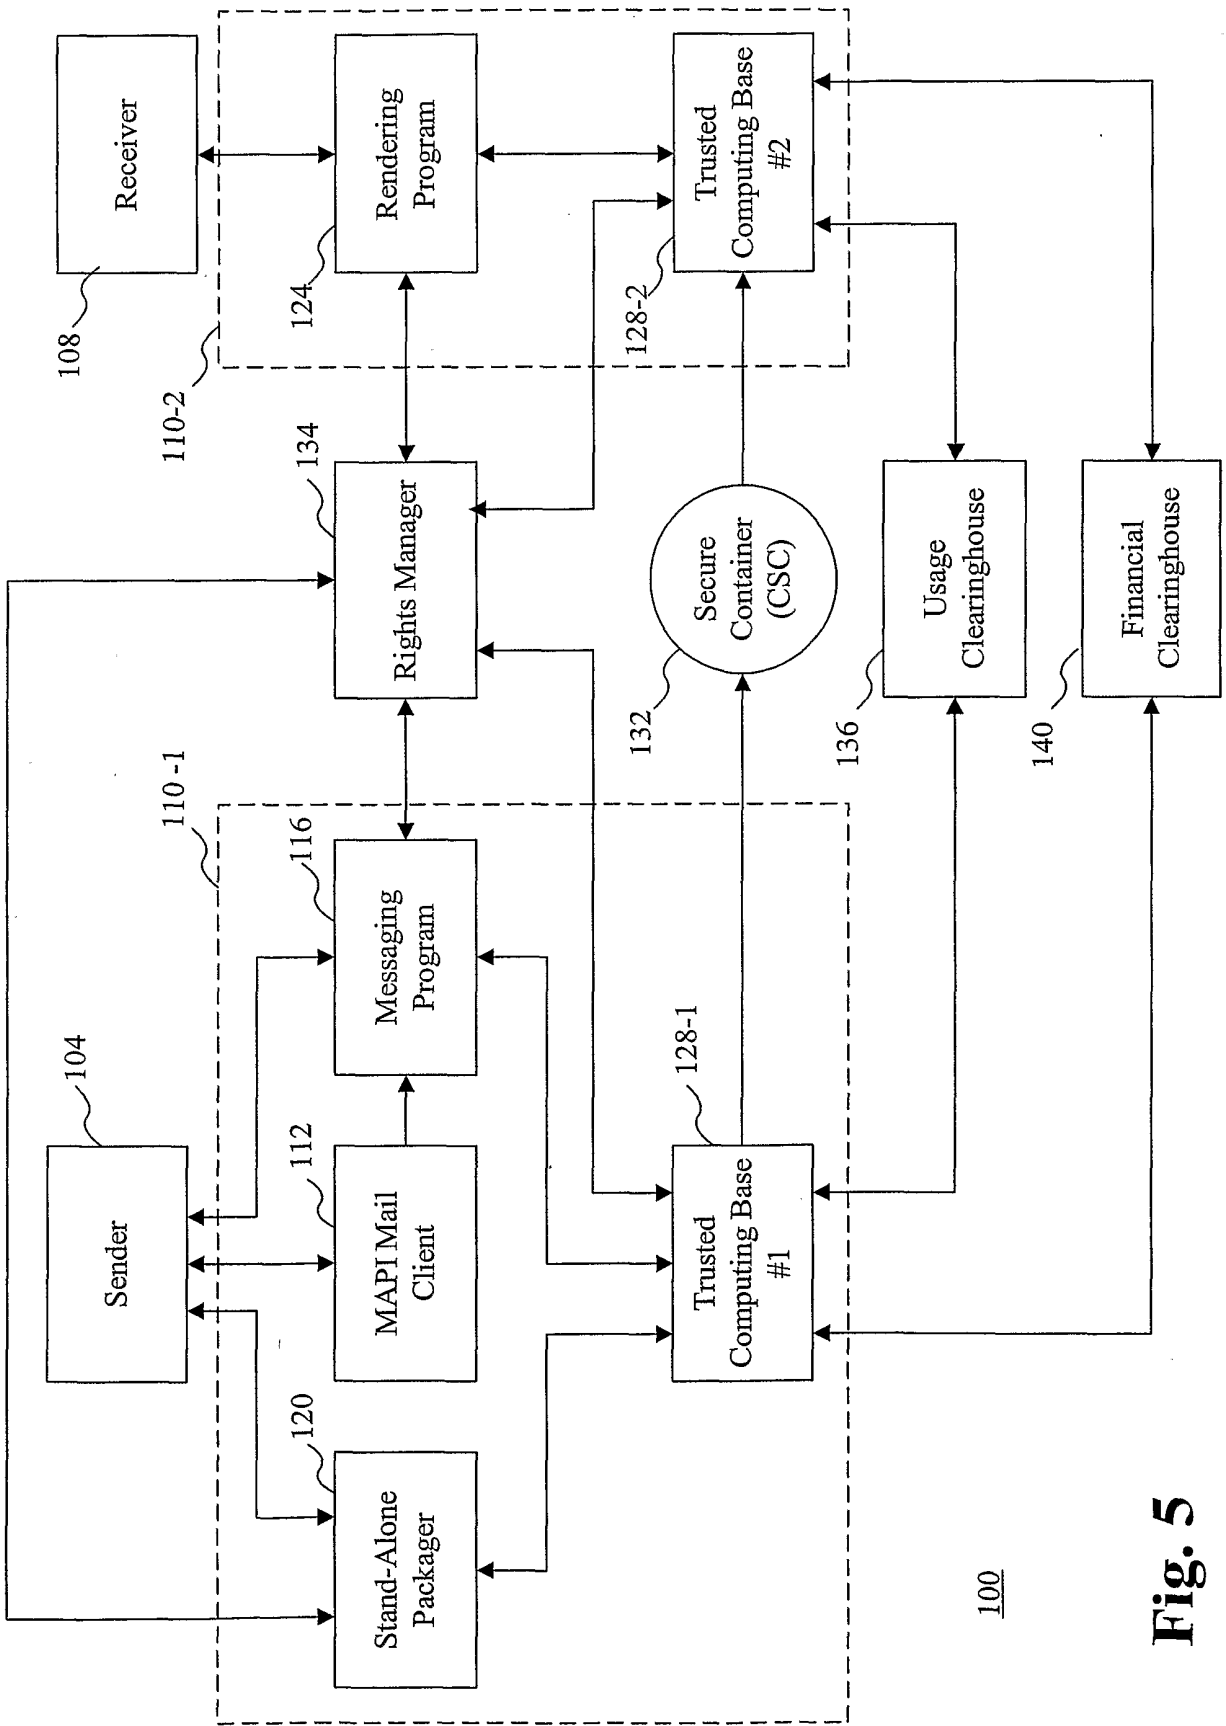 104
Sender
108
Receiver
110-1
110-2
120
Stand-Alone
Packager
112
MAPI Mail
Client
116
Messaging
Program
134
Rights Manager
124
Rendering
Program
128-1
Trusted
Computing Base
#1
132
Secure
Container
(CSC)
128-2
Trusted
Computing Base
#2
136
Usage
Clearinghouse
140
Financial
Clearinghouse
100
Fig. 5